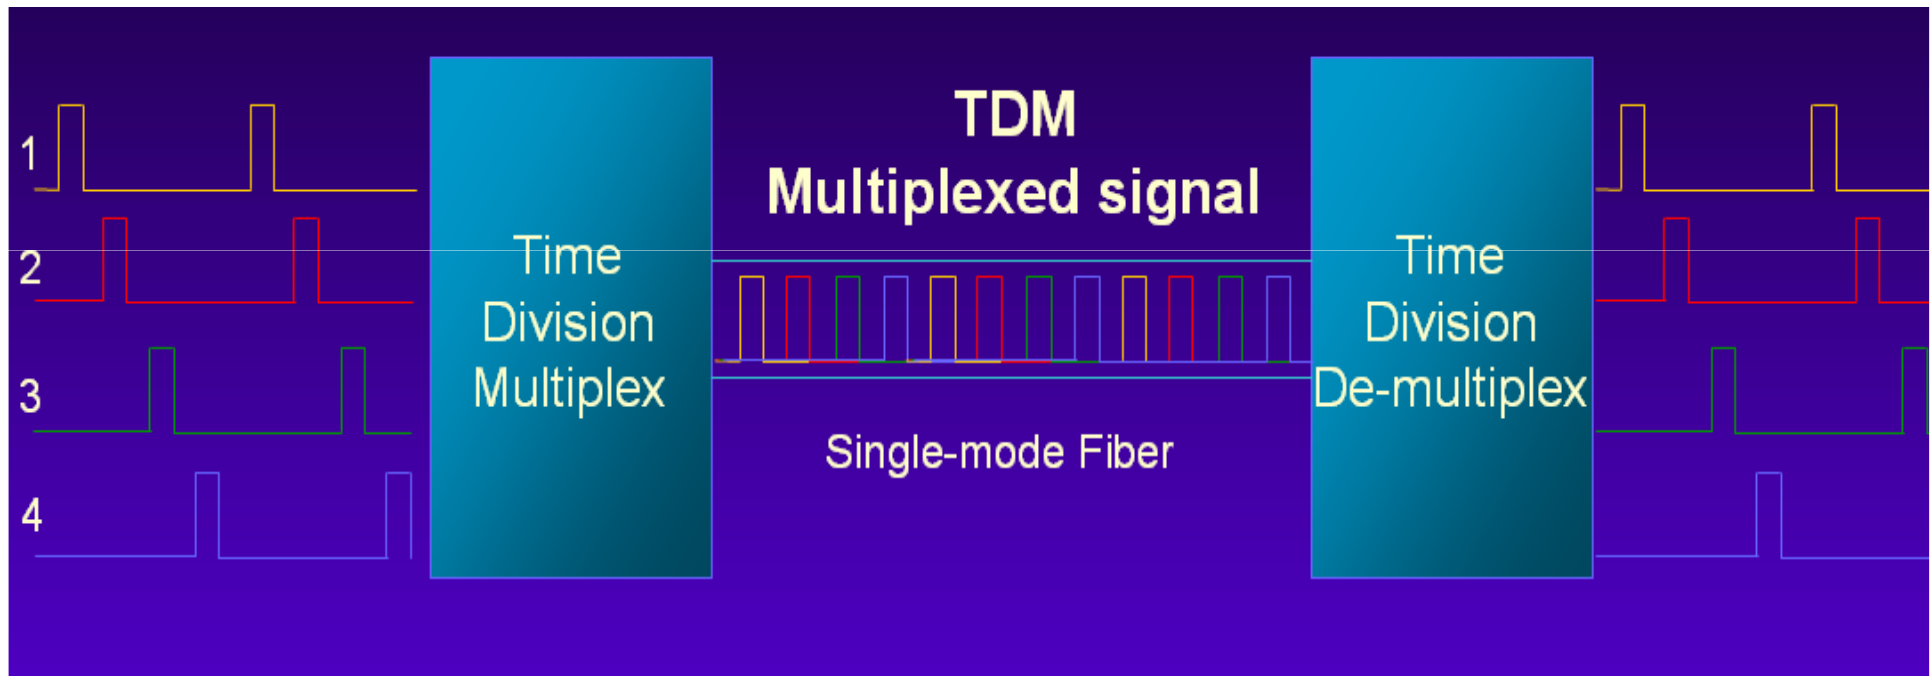 1
2
3
4
Time
Division
Multiplex
TDM
Multiplexed signal
Single-mode Fiber
Time
Division
De-multiplex